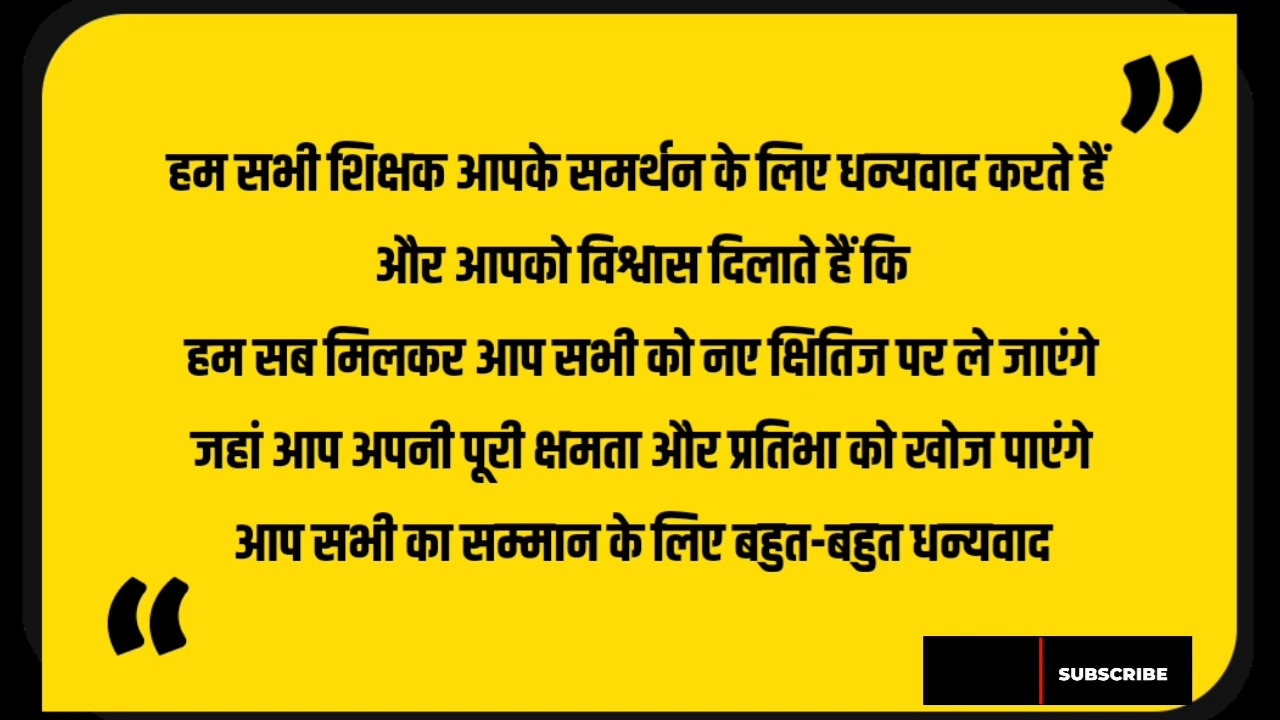 हम सभी शिक्षक आपके समर्थन के लिए धन्यवाद करते हैं
और आपको विश्वास दिलाते हैं कि
हम सब मिलकर आप सभी को नए क्षितिज पर ले जाएंगे
जहां आप अपनी पूरी क्षमता और प्रतिभा को खोज पाएंगे
आप सभी का सम्मान के लिए बहुत-बहुत धन्यवाद
SUBSCRIBE